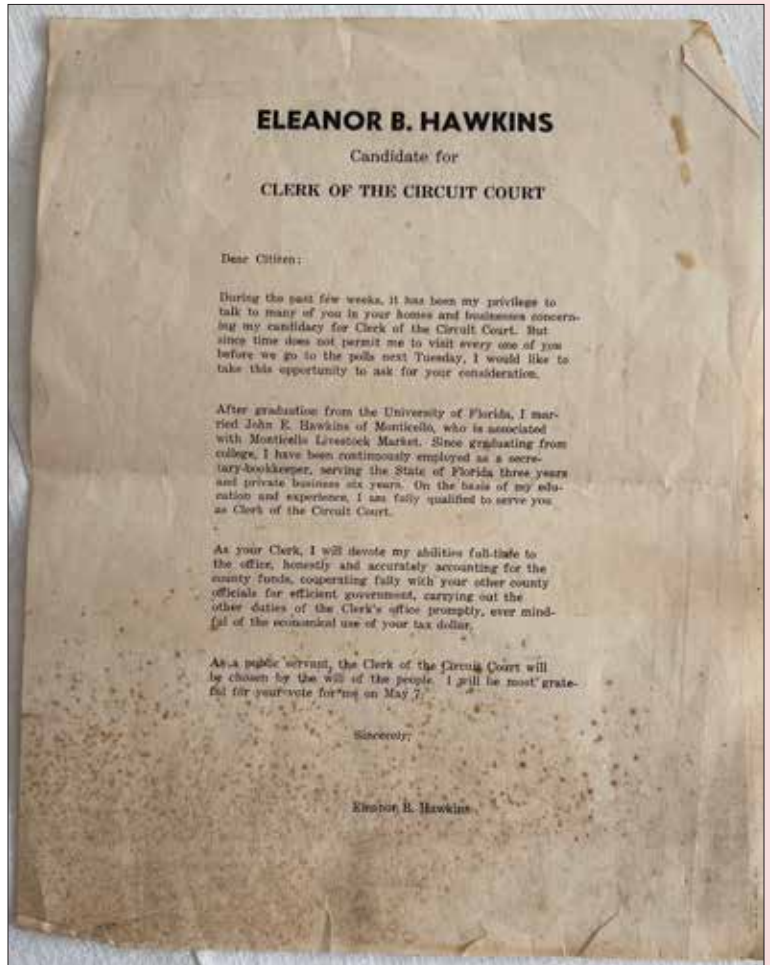 ELEANOR B. HAWKINS
Candidate for
CLERK OF THE CIRCUIT COURT
Dear Citizen:
During the past few weeks, it has been my privilege to
talk to many of you in your homes and businesses concern-
ing my candidacy for Clerk of the Circuit Court. But
since time does not permit me to visit every one of you
before we go to the polls next Tuesday, I would like to
take this opportunity to ask for your consideration.
After graduation from the University of Florida, I mar-
ried John E. Hawkins of Monticello, who is associated
with Monticello Livestock Market. Since graduating from
college, I have been continuously employed as a secre-
tary-bookkeeper, serving the State of Florida three years
and private business six years. On the basis of my edu-
cation and experience, I am fully qualified to serve you
as Clerk of the Circuit Court.
As your Clerk, I will devote my abilities full-time to
the office, honestly and accurately accounting for the
county funds, cooperating fully with your other county
officials for efficient government, carrying out the
other duties of the Clerk's office promptly, ever mind-
ful of the economical use of your tax dollar.
As a public servant, the Clerk of the Circuit Court will
be chosen by the will of the people. I will be most grate-
ful for your vote for me on May 7.
Sincerely,
Eleanor B. Hawkins